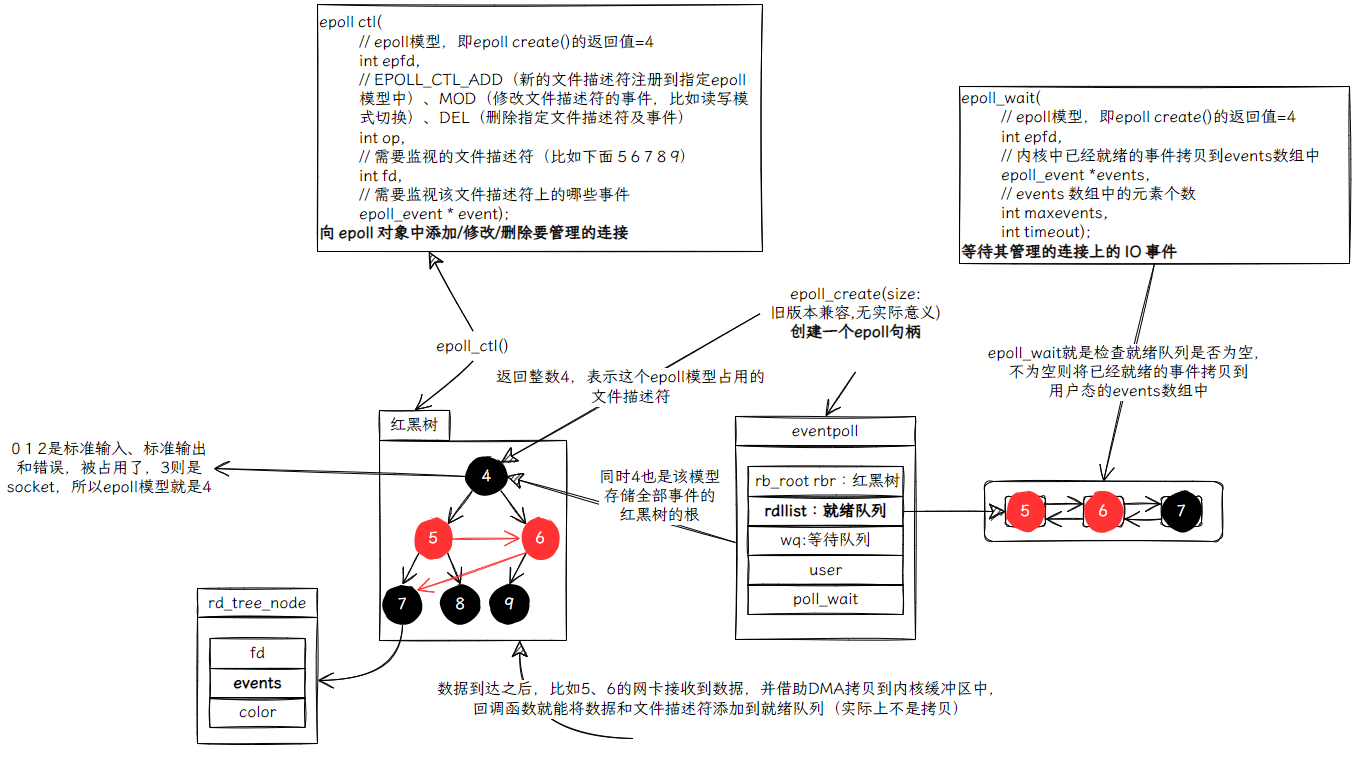 epoll ctl(
// epoll模型，即epoll create()的返回值=4
int epfd,
// EPOLL_CTL_ADD（新的文件描述符注册到指定epoll
模型中）、MOD（修改文件描述符的事件，比如读写模
式切换）、DEL（删除指定文件描述符及事件）
int op,
// 需要监视的文件描述符（比如下面 5 6 7 8 9）
int fd,
// 需要监视该文件描述符上的哪些事件
epoll_event * event);
向 epoll 对象中添加/修改/删除要管理的连接
epoll_wait(
// epoll模型，即epoll create()的返回值=4
int epfd,
// 内核中已经就绪的事件拷贝到events数组中
epoll_event *events,
// events 数组中的元素个数
int maxevents,
int timeout);
等待其管理的连接上的 IO 事件
epoll_create(size:
旧版本兼容,无实际意义)
创建一个epoll句柄
epoll_ctl()
返回整数4，表示这个epoll模型占用的
文件描述符
epoll_wait就是检查就绪队列是否为空，
不为空则将已经就绪的事件拷贝到
用户态的events数组中
红黑树
0 1 2是标准输入、标准输出
和错误，被占用了，3则是
socket，所以epoll模型就是4
4
5
6
7
8
9
同时4也是该模型
存储全部事件的
红黑树的根
eventpoll
rb_root rbr：红黑树
rdllist：就绪队列
wq:等待队列
user
poll_wait
5
6
7
rd_tree_node
fd
events
color
数据到达之后，比如5、6的网卡接收到数据，并借助DMA拷贝到内核缓冲区中，
回调函数就能将数据和文件描述符添加到就绪队列（实际上不是拷贝）